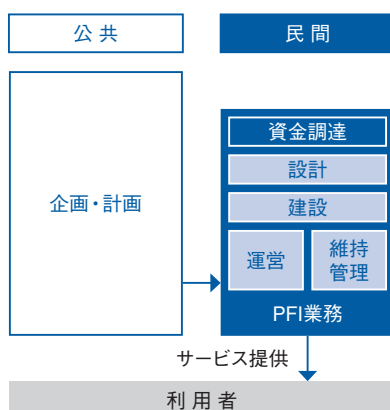 公共
民間
企画・計画
資金調達
設計
建設
運営
維持
管理
PFI業務
サービス提供
利用者